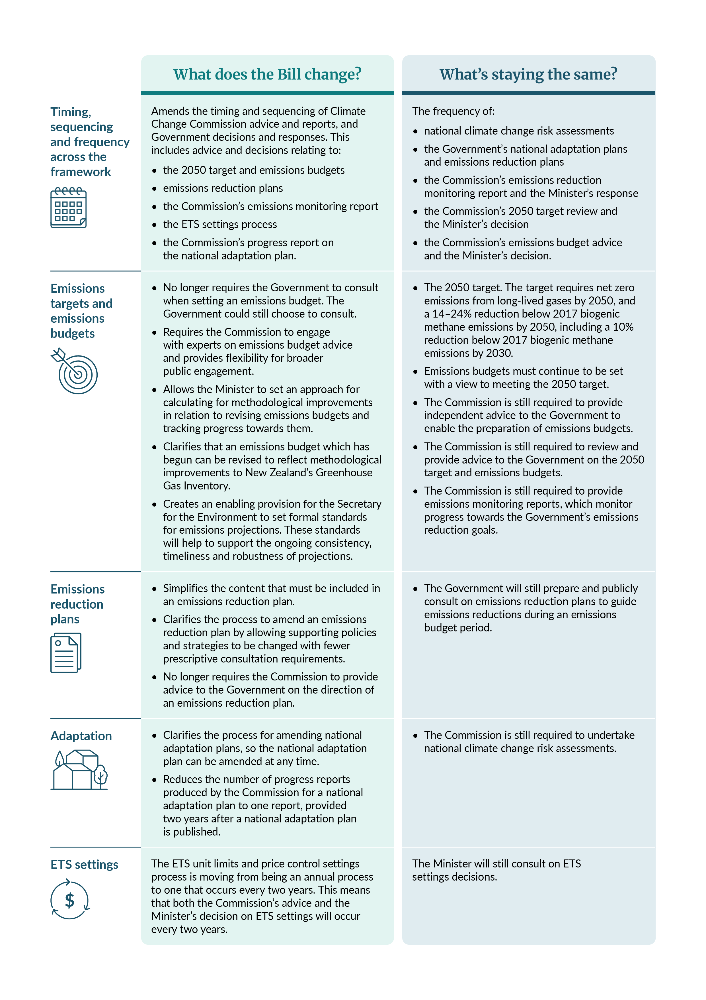 What does the Bill change?
What’s staying the same?
Timing,
sequencing
and frequency
across the
framework
Amends the timing and sequencing of Climate
Change Commission advice and reports, and
Government decisions and responses. This
includes advice and decisions relating to:
• the 2050 target and emissions budgets
• emissions reduction plans
• the Commission’s emissions monitoring report
• the ETS settings process
• the Commission’s progress report on
the national adaptation plan.
The frequency of:
• national climate change risk assessments
• the Government’s national adaptation plans
and emissions reduction plans
• the Commission’s emissions reduction
monitoring report and the Minister’s response
• the Commission’s 2050 target review and
the Minister’s decision
• the Commission’s emissions budget advice
and the Minister’s decision.
Emissions
targets and
emissions
budgets
• No longer requires the Government to consult
when setting an emissions budget. The
Government could still choose to consult.
• Requires the Commission to engage
with experts on emissions budget advice
and provides flexibility for broader
public engagement.
• Allows the Minister to set an approach for
calculating for methodological improvements
in relation to revising emissions budgets and
tracking progress towards them.
• Clarifies that an emissions budget which has
begun can be revised to reflect methodological
improvements to New Zealand’s Greenhouse
Gas Inventory.
• Creates an enabling provision for the Secretary
for the Environment to set formal standards
for emissions projections. These standards
will help to support the ongoing consistency,
timeliness and robustness of projections.
• The 2050 target. The target requires net zero
emissions from long-lived gases by 2050, and
a 14–24% reduction below 2017 biogenic
methane emissions by 2050, including a 10%
reduction below 2017 biogenic methane
emissions by 2030.
• Emissions budgets must continue to be set
with a view to meeting the 2050 target.
• The Commission is still required to provide
independent advice to the Government to
enable the preparation of emissions budgets.
• The Commission is still required to review and
provide advice to the Government on the 2050
target and emissions budgets.
• The Commission is still required to provide
emissions monitoring reports, which monitor
progress towards the Government’s emissions
reduction goals.
Emissions
reduction
plans
• Simplifies the content that must be included in
an emissions reduction plan.
• Clarifies the process to amend an emissions
reduction plan by allowing supporting policies
and strategies to be changed with fewer
prescriptive consultation requirements.
• No longer requires the Commission to provide
advice to the Government on the direction of
an emissions reduction plan.
• The Government will still prepare and publicly
consult on emissions reduction plans to guide
emissions reductions during an emissions
budget period.
Adaptation
• Clarifies the process for amending national
adaptation plans, so the national adaptation
plan can be amended at any time.
• Reduces the number of progress reports
produced by the Commission for a national
adaptation plan to one report, provided
two years after a national adaptation plan
is published.
• The Commission is still required to undertake
national climate change risk assessments.
ETS settings
$
The ETS unit limits and price control settings
process is moving from being an annual process
to one that occurs every two years. This means
that both the Commission’s advice and the
Minister’s decision on ETS settings will occur
every two years.
The Minister will still consult on ETS
settings decisions.